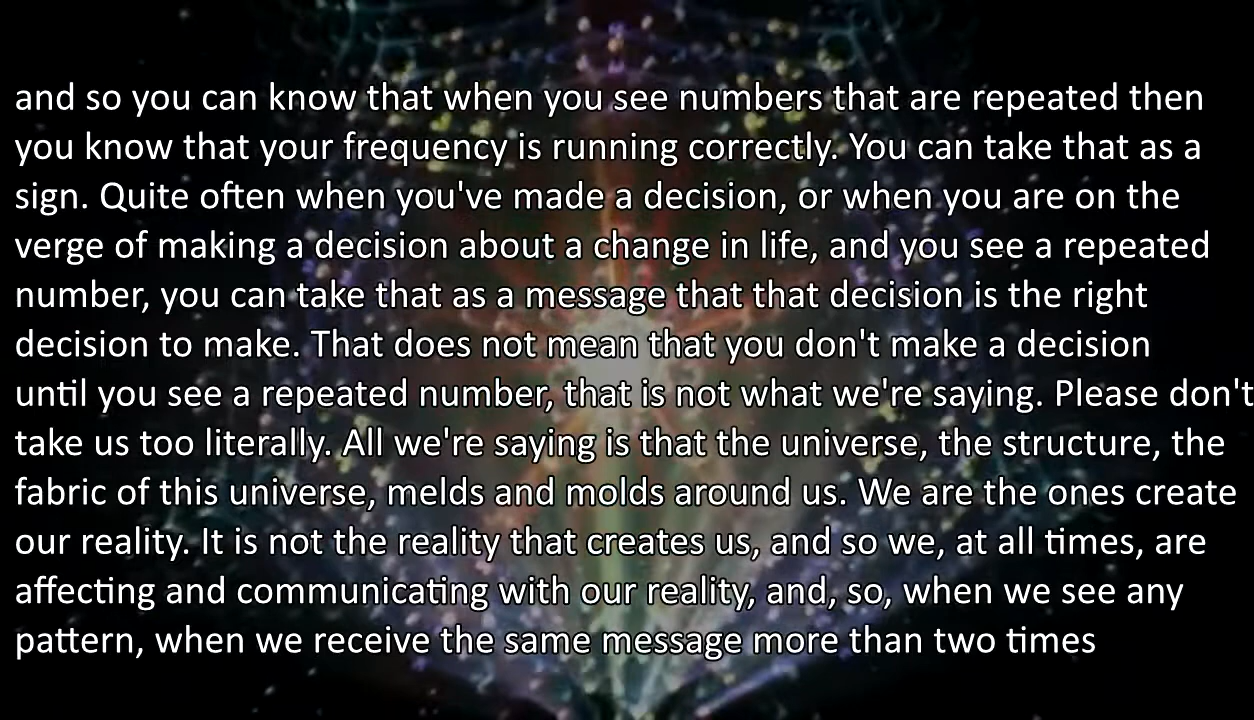 and so you can know that when you see numbers that are repeated then
you know that your frequency is running correctly. You can take that as a
sign. Quite often when you've made a decision, or when you are on the
verge of making a decision about a change in life, and you see a repeated
number, you can take that as a message that that decision is the right
decision to make. That does not mean that you don't make a decision
until you see a repeated number, that is not what we're saying. Please don't
take us too literally. All we're saying is that the universe, the structure, the
fabric of this universe, melds and molds around us. We are the ones create
our reality. It is not the reality that creates us, and so we, at all times, are
affecting and communicating with our reality, and, so, when we see any
pattern, when we receive the same message more than two times